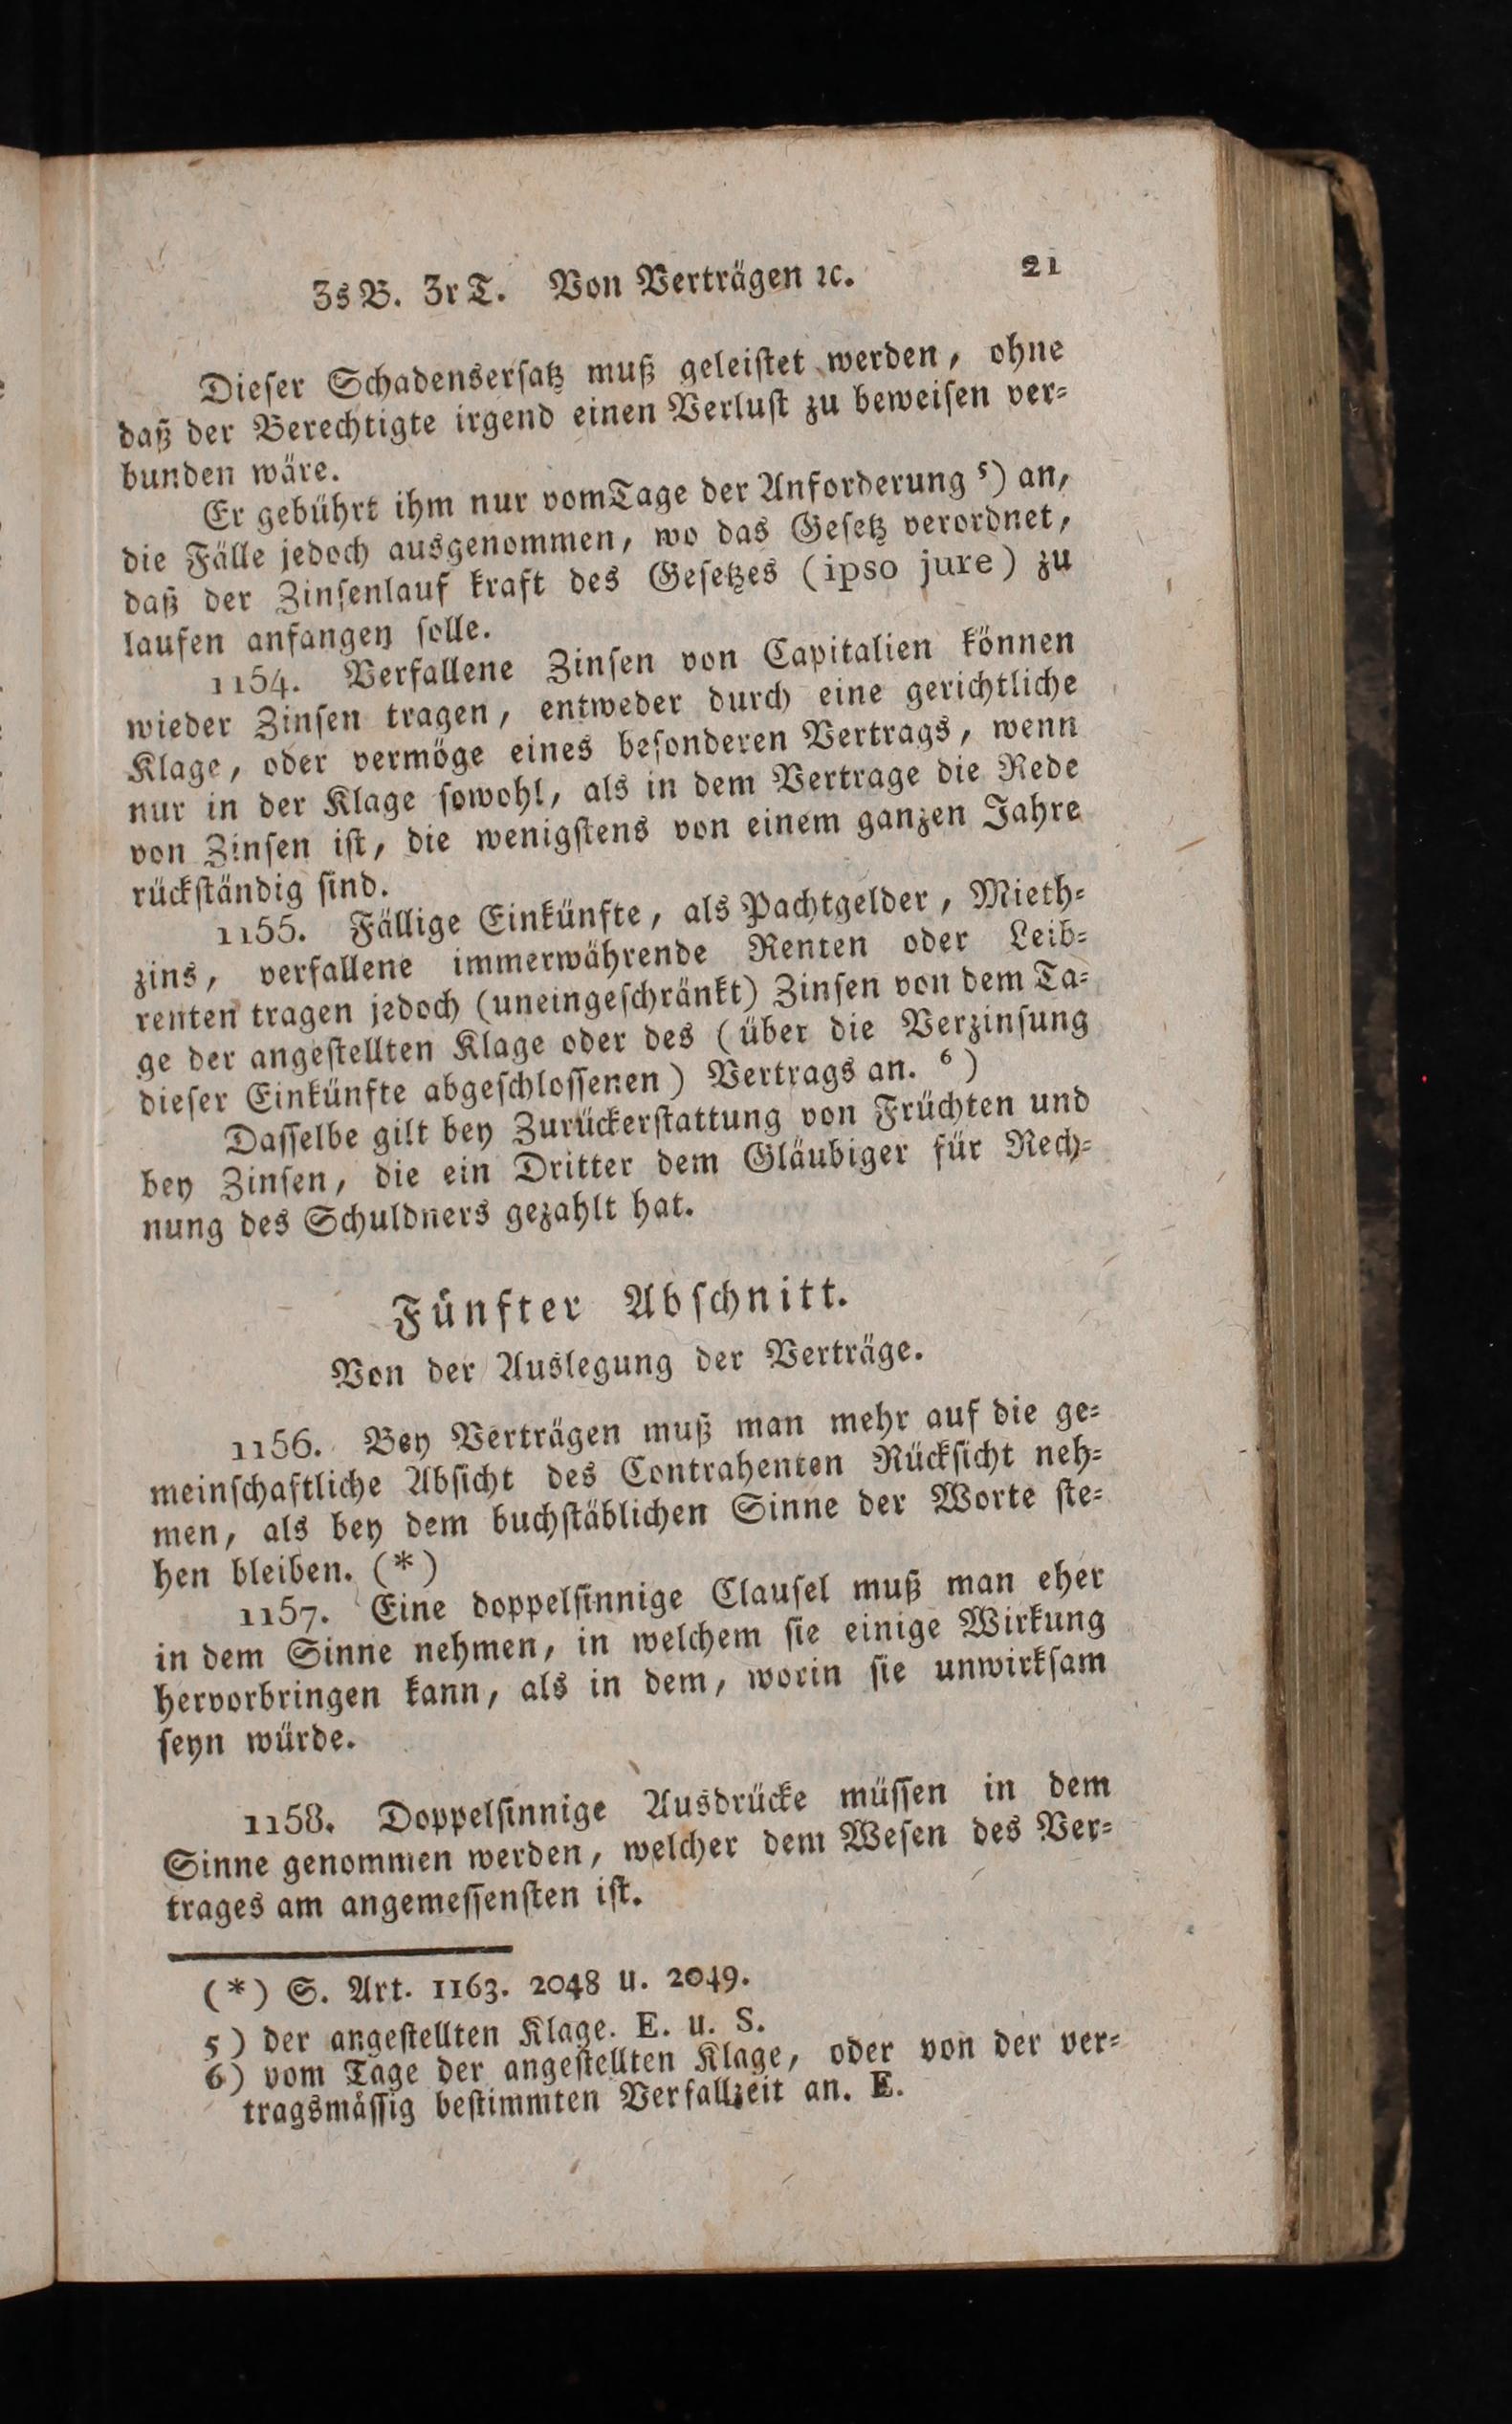 3s B. 3r T. Von Verträgen ꝛc. 21
Dieſer Schadenserſatz muß geleiſtet werden, ohne
daß der Berechtigte irgend einen Verluſt zu beweiſen ver-
bunden wäre.
Er gebührt ihm nur vom Tage der Anforderung ⁵) an,
die Fälle jedoch ausgenommen, wo das Geſetz verordnet,
daß der Zinſenlauf kraft des Geſetzes (ipso jure) zu
laufen anfangen ſolle.
1154. Verfallene Zinſen von Capitalien können
wieder Zinſen tragen, entweder durch eine gerichtliche
Klage, oder vermöge eines beſonderen Vertrags, wenn
nur in der Klage ſowohl, als in dem Vertrage die Rede
von Zinſen iſt, die wenigſtens von einem ganzen Jahre
rückſtändig ſind.
1155. Fällige Einkünfte, als Pachtgelder, Mieth-
zins, verfallene immerwährende Renten oder Leib-
renten tragen jedoch (uneingeſchränkt) Zinſen von dem Ta-
ge der angeſtellten Klage oder des (über die Verzinſung
dieſer Einkünfte abgeſchloſſenen) Vertrags an. ⁶)
Daſſelbe gilt bey Zurückerſtattung von Früchten und
bey Zinſen, die ein Dritter dem Gläubiger für Rech-
nung des Schuldners gezahlt hat.
Fünfter Abſchnitt.
Von der Auslegung der Verträge.
1156. Bey Verträgen muß man mehr auf die ge-
meinſchaftliche Abſicht des Contrahenten Rückſicht neh-
men, als bey dem buchſtäblichen Sinne der Worte ſte-
hen bleiben. (*)
1157. Eine doppelſinnige Clauſel muß man eher
in dem Sinne nehmen, in welchem ſie einige Wirkung
hervorbringen kann, als in dem, worin ſie unwirkſam
ſeyn würde.
1158. Doppelſinnige Ausdrücke müſſen in dem
Sinne genommen werden, welcher dem Weſen des Ver-
trages am angemeſſenſten iſt.
(*) S. Art. 1163. 2048 u. 2049.
5) der angeſtellten Klage. E. u. S.
6) vom Tage der angeſtellten Klage, oder von der ver-
tragsmäſſig beſtimmten Verfallzeit an. E.